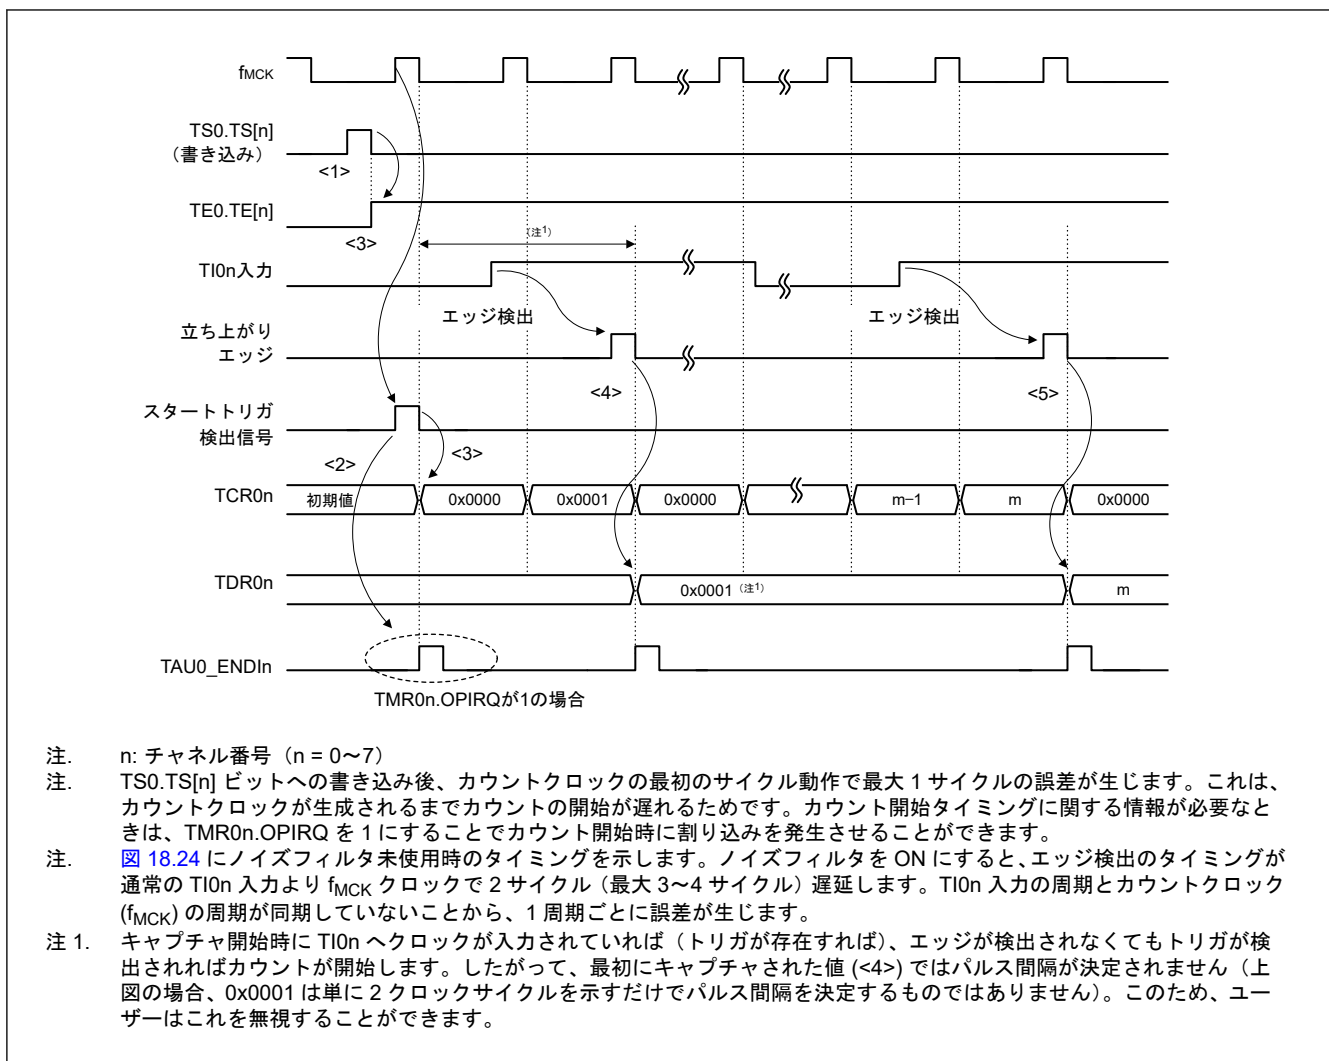 fMCK
TS0.TS[n]
（書き込み）
<1>
TE0.TE[n]
<3>
（注1）
TI0n入力
エッジ検出
エッジ検出
立ち上がり
エッジ
<4>
<5>
スタートトリガ
検出信号
<2>
<3>
TCR0n
初期値
0x0000
0x0001
0x0000
m−1
m
0x0000
TDR0n
0x0001（注1）
m
TAU0_ENDIn
TMR0n.OPIRQが1の場合
注. n: チャネル番号（n = 0～7）
注. TS0.TS[n] ビットへの書き込み後、カウントクロックの最初のサイクル動作で最大 1 サイクルの誤差が生じます。これは、
カウントクロックが生成されるまでカウントの開始が遅れるためです。カウント開始タイミングに関する情報が必要なと
きは、TMR0n.OPIRQ を 1 にすることでカウント開始時に割り込みを発生させることができます。
注. 図 18.24 にノイズフィルタ未使用時のタイミングを示します。ノイズフィルタを ON にすると、エッジ検出のタイミングが
通常の TI0n 入力より fMCK クロックで 2 サイクル（最大 3～4 サイクル）遅延します。TI0n 入力の周期とカウントクロック
(fMCK) の周期が同期していないことから、1 周期ごとに誤差が生じます。
注 1. キャプチャ開始時に TI0n へクロックが入力されていれば（トリガが存在すれば）、エッジが検出されなくてもトリガが検
出されればカウントが開始します。したがって、最初にキャプチャされた値 (<4>) ではパルス間隔が決定されません（上
図の場合、0x0001 は単に 2 クロックサイクルを示すだけでパルス間隔を決定するものではありません）。このため、ユー
ザーはこれを無視することができます。